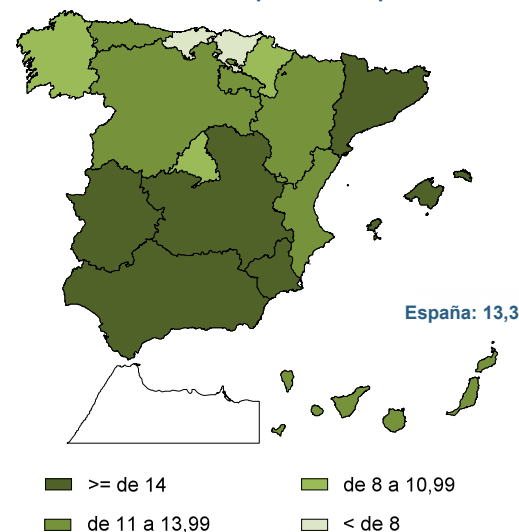 España: 13,3
>= de 14
de 8 a 10,99
de 11 a 13,99
< de 8